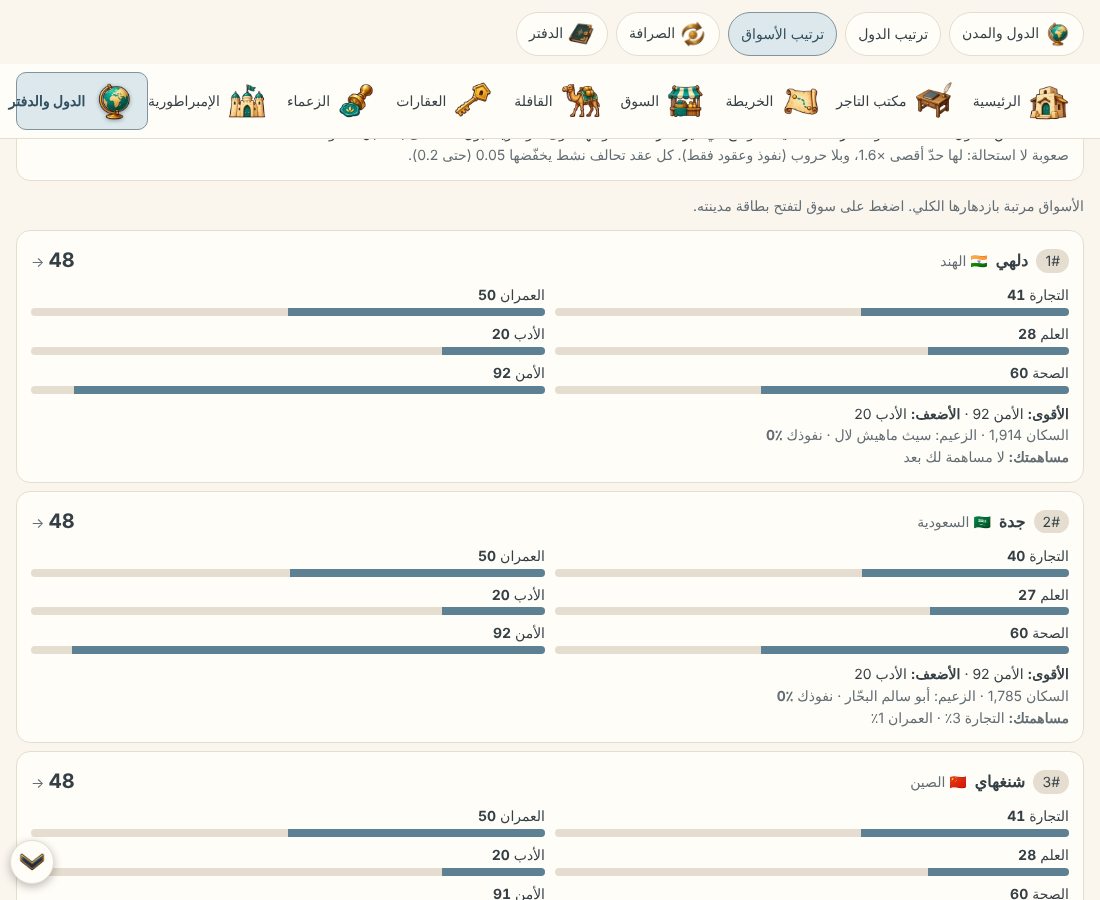 الدول والمدن
ترتيب الدول
ترتيب الأسواق
الصرافة
الدفتر
الرئيسية
مكتب التاجر
الخريطة
السوق
القافلة
العقارات
الزعماء
الإمبراطورية
الدول والدفتر
صعوبة لا استحالة: لها حدّ أقصى ×1.6، وبلا حروب (نفوذ وعقود فقط). كل عقد تحالف نشط يخفّضها 0.05 (حتى 0.2).
الأسواق مرتبة بازدهارها الكلي. اضغط على سوق لتفتح بطاقة مدينته.
#1 دلهي 🇮🇳 الهند
48 →
التجارة 41
العمران 50
العلم 28
الأدب 20
الصحة 60
الأمن 92
الأقوى: الأمن 92 · الأضعف: الأدب 20
السكان 1,914 · الزعيم: سيث ماهيش لال · نفوذك 0٪
مساهمتك: لا مساهمة لك بعد
#2 جدة 🇸🇦 السعودية
48 →
التجارة 40
العمران 50
العلم 27
الأدب 20
الصحة 60
الأمن 92
الأقوى: الأمن 92 · الأضعف: الأدب 20
السكان 1,785 · الزعيم: أبو سالم البحّار · نفوذك 0٪
مساهمتك: التجارة 3٪ · العمران 1٪
#3 شنغهاي 🇨🇳 الصين
48 →
التجارة 41
العمران 50
العلم 28
الأدب 20
الصحة 60
الأمن 91